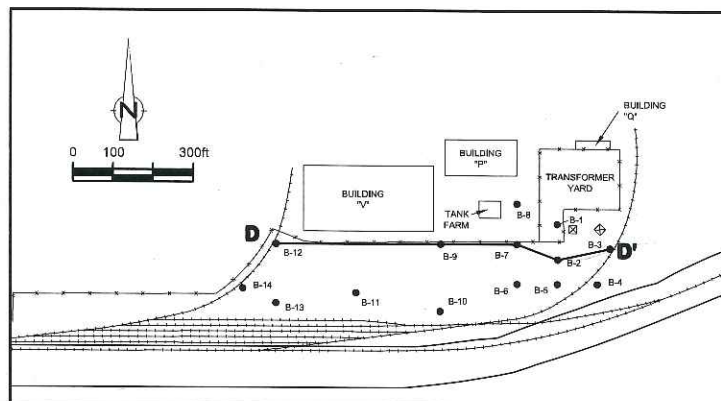 N
0 100 300ft
BUILDING
"Q"
BUILDING
"P"
TRANSFORMER
YARD
BUILDING
"V"
TANK
FARM
B-8
B-1
B-3
D
D'
B-12
B-9
B-7
B-2
B-14
B-13
B-11
B-10
B-6
B-5
B-4